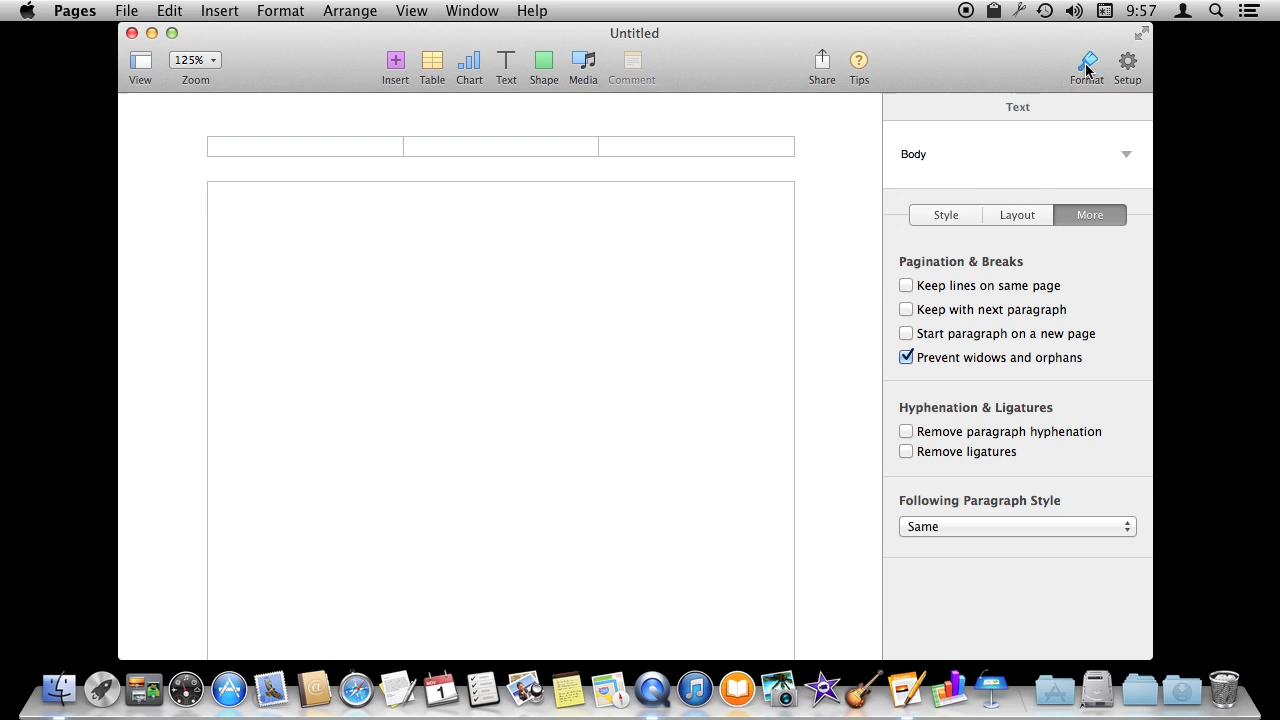 Pages File Edit Insert Format Arrange View Window Help 9:57
Untitled
125%
View Zoom Insert Table Chart Text Shape Media Comment Share Tips Format Setup
Text
Body
Style Layout More
Pagination & Breaks
Keep lines on same page
Keep with next paragraph
Start paragraph on a new page
Prevent widows and orphans
Hyphenation & Ligatures
Remove paragraph hyphenation
Remove ligatures
Following Paragraph Style
Same
NOV
1